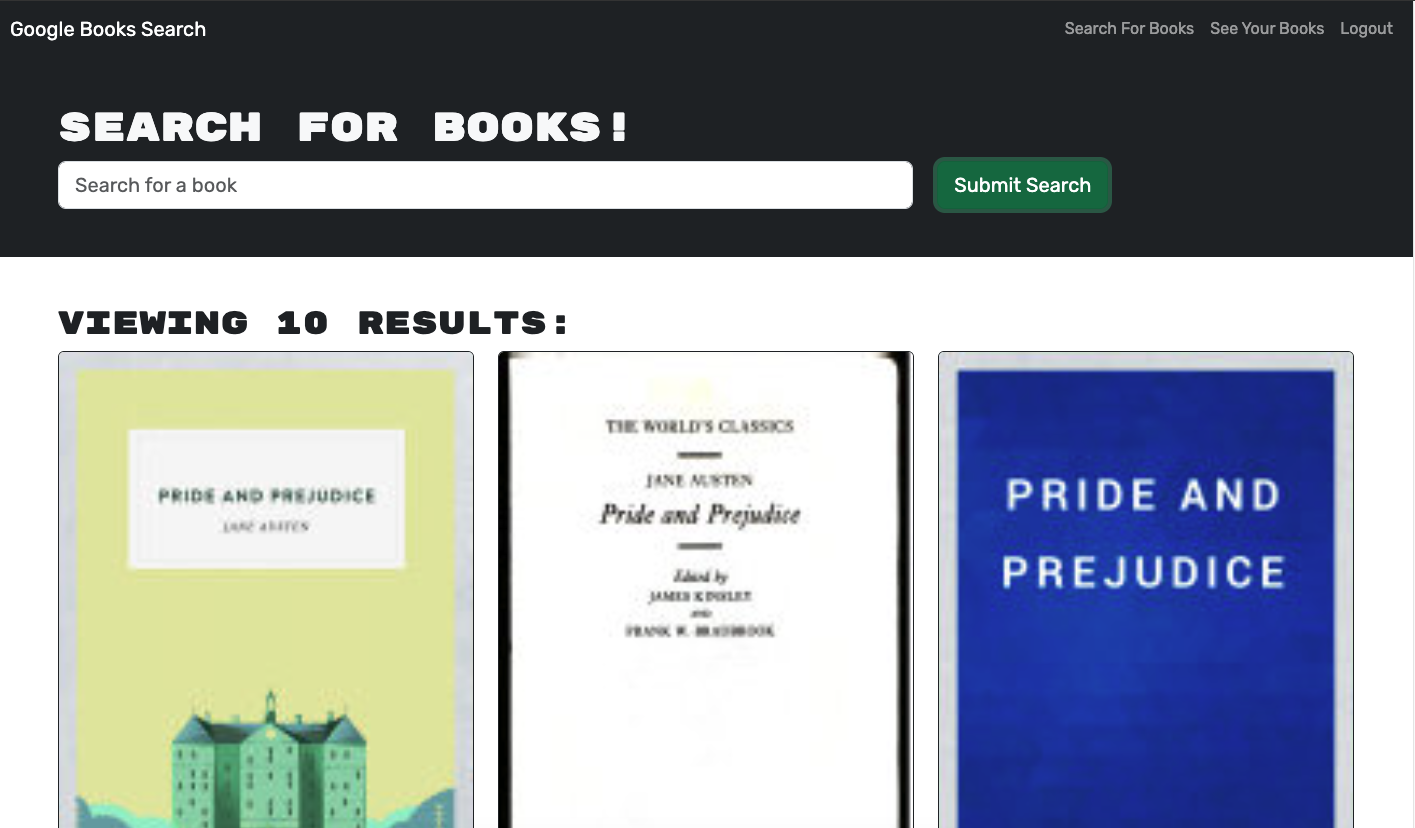 Google Books Search
Search For Books
See Your Books
Logout
SEARCH FOR BOOKS!
Search for a book
Submit Search
VIEWING 10 RESULTS:
PRIDE AND PREJUDICE
JANE AUSTEN
THE WORLD'S CLASSICS
JANE AUSTEN
Pride and Prejudice
Edited by
JAMES KINSLEY
AND
FRANK W. BRADBROOK
PRIDE AND
PREJUDICE